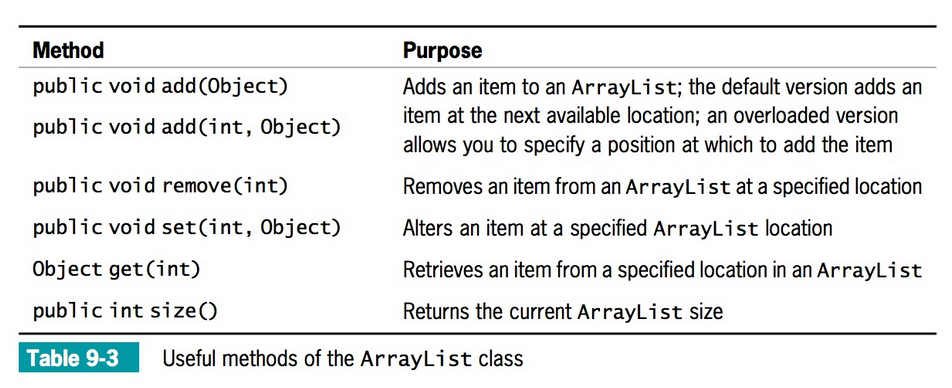 Method Purpose
public void add(Object) Adds an item to an ArrayList; the default version adds an
public void add(int, Object) item at the next available location; an overloaded version
allows you to specify a position at which to add the item
public void remove(int) Removes an item from an ArrayList at a specified location
public void set(int, Object) Alters an item at a specified ArrayList location
Object get(int) Retrieves an item from a specified location in an ArrayList
public int size() Returns the current ArrayList size
Table 9-3 Useful methods of the ArrayList class